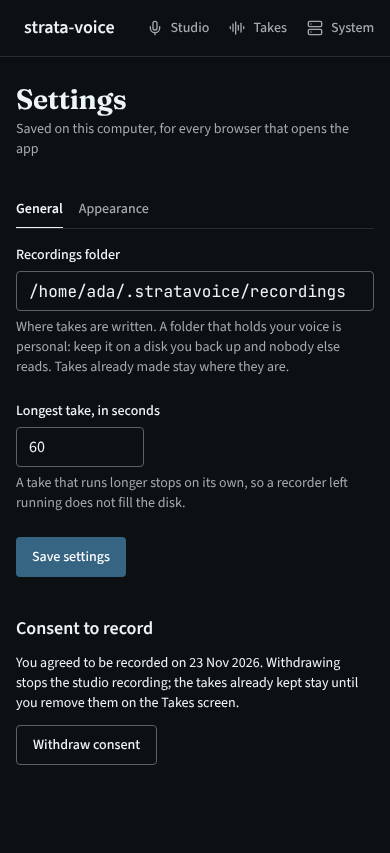 strata-voice
Studio
Takes
System
Settings
Saved on this computer, for every browser that opens the
app
General
Appearance
Recordings folder
/home/ada/.stratavoice/recordings
Where takes are written. A folder that holds your voice is
personal: keep it on a disk you back up and nobody else
reads. Takes already made stay where they are.
Longest take, in seconds
60
A take that runs longer stops on its own, so a recorder left
running does not fill the disk.
Save settings
Consent to record
You agreed to be recorded on 23 Nov 2026. Withdrawing
stops the studio recording; the takes already kept stay until
you remove them on the Takes screen.
Withdraw consent